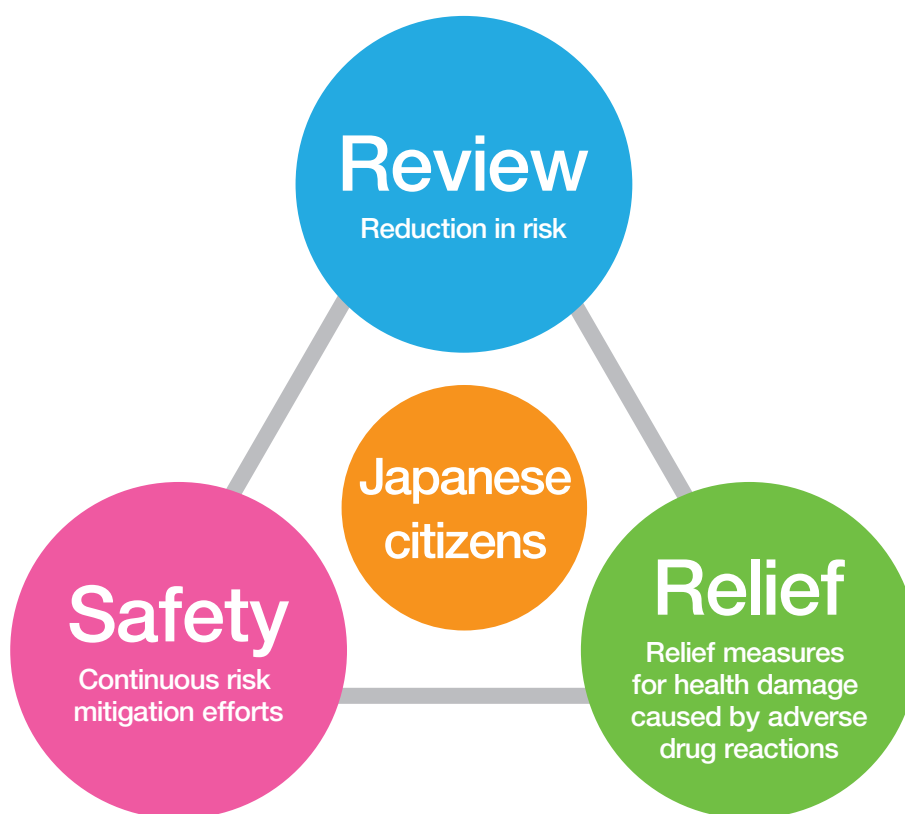 Review
Reduction in risk
Japanese
citizens
Safety
Continuous risk
mitigation efforts
Relief
Relief measures
for health damage
caused by adverse
drug reactions